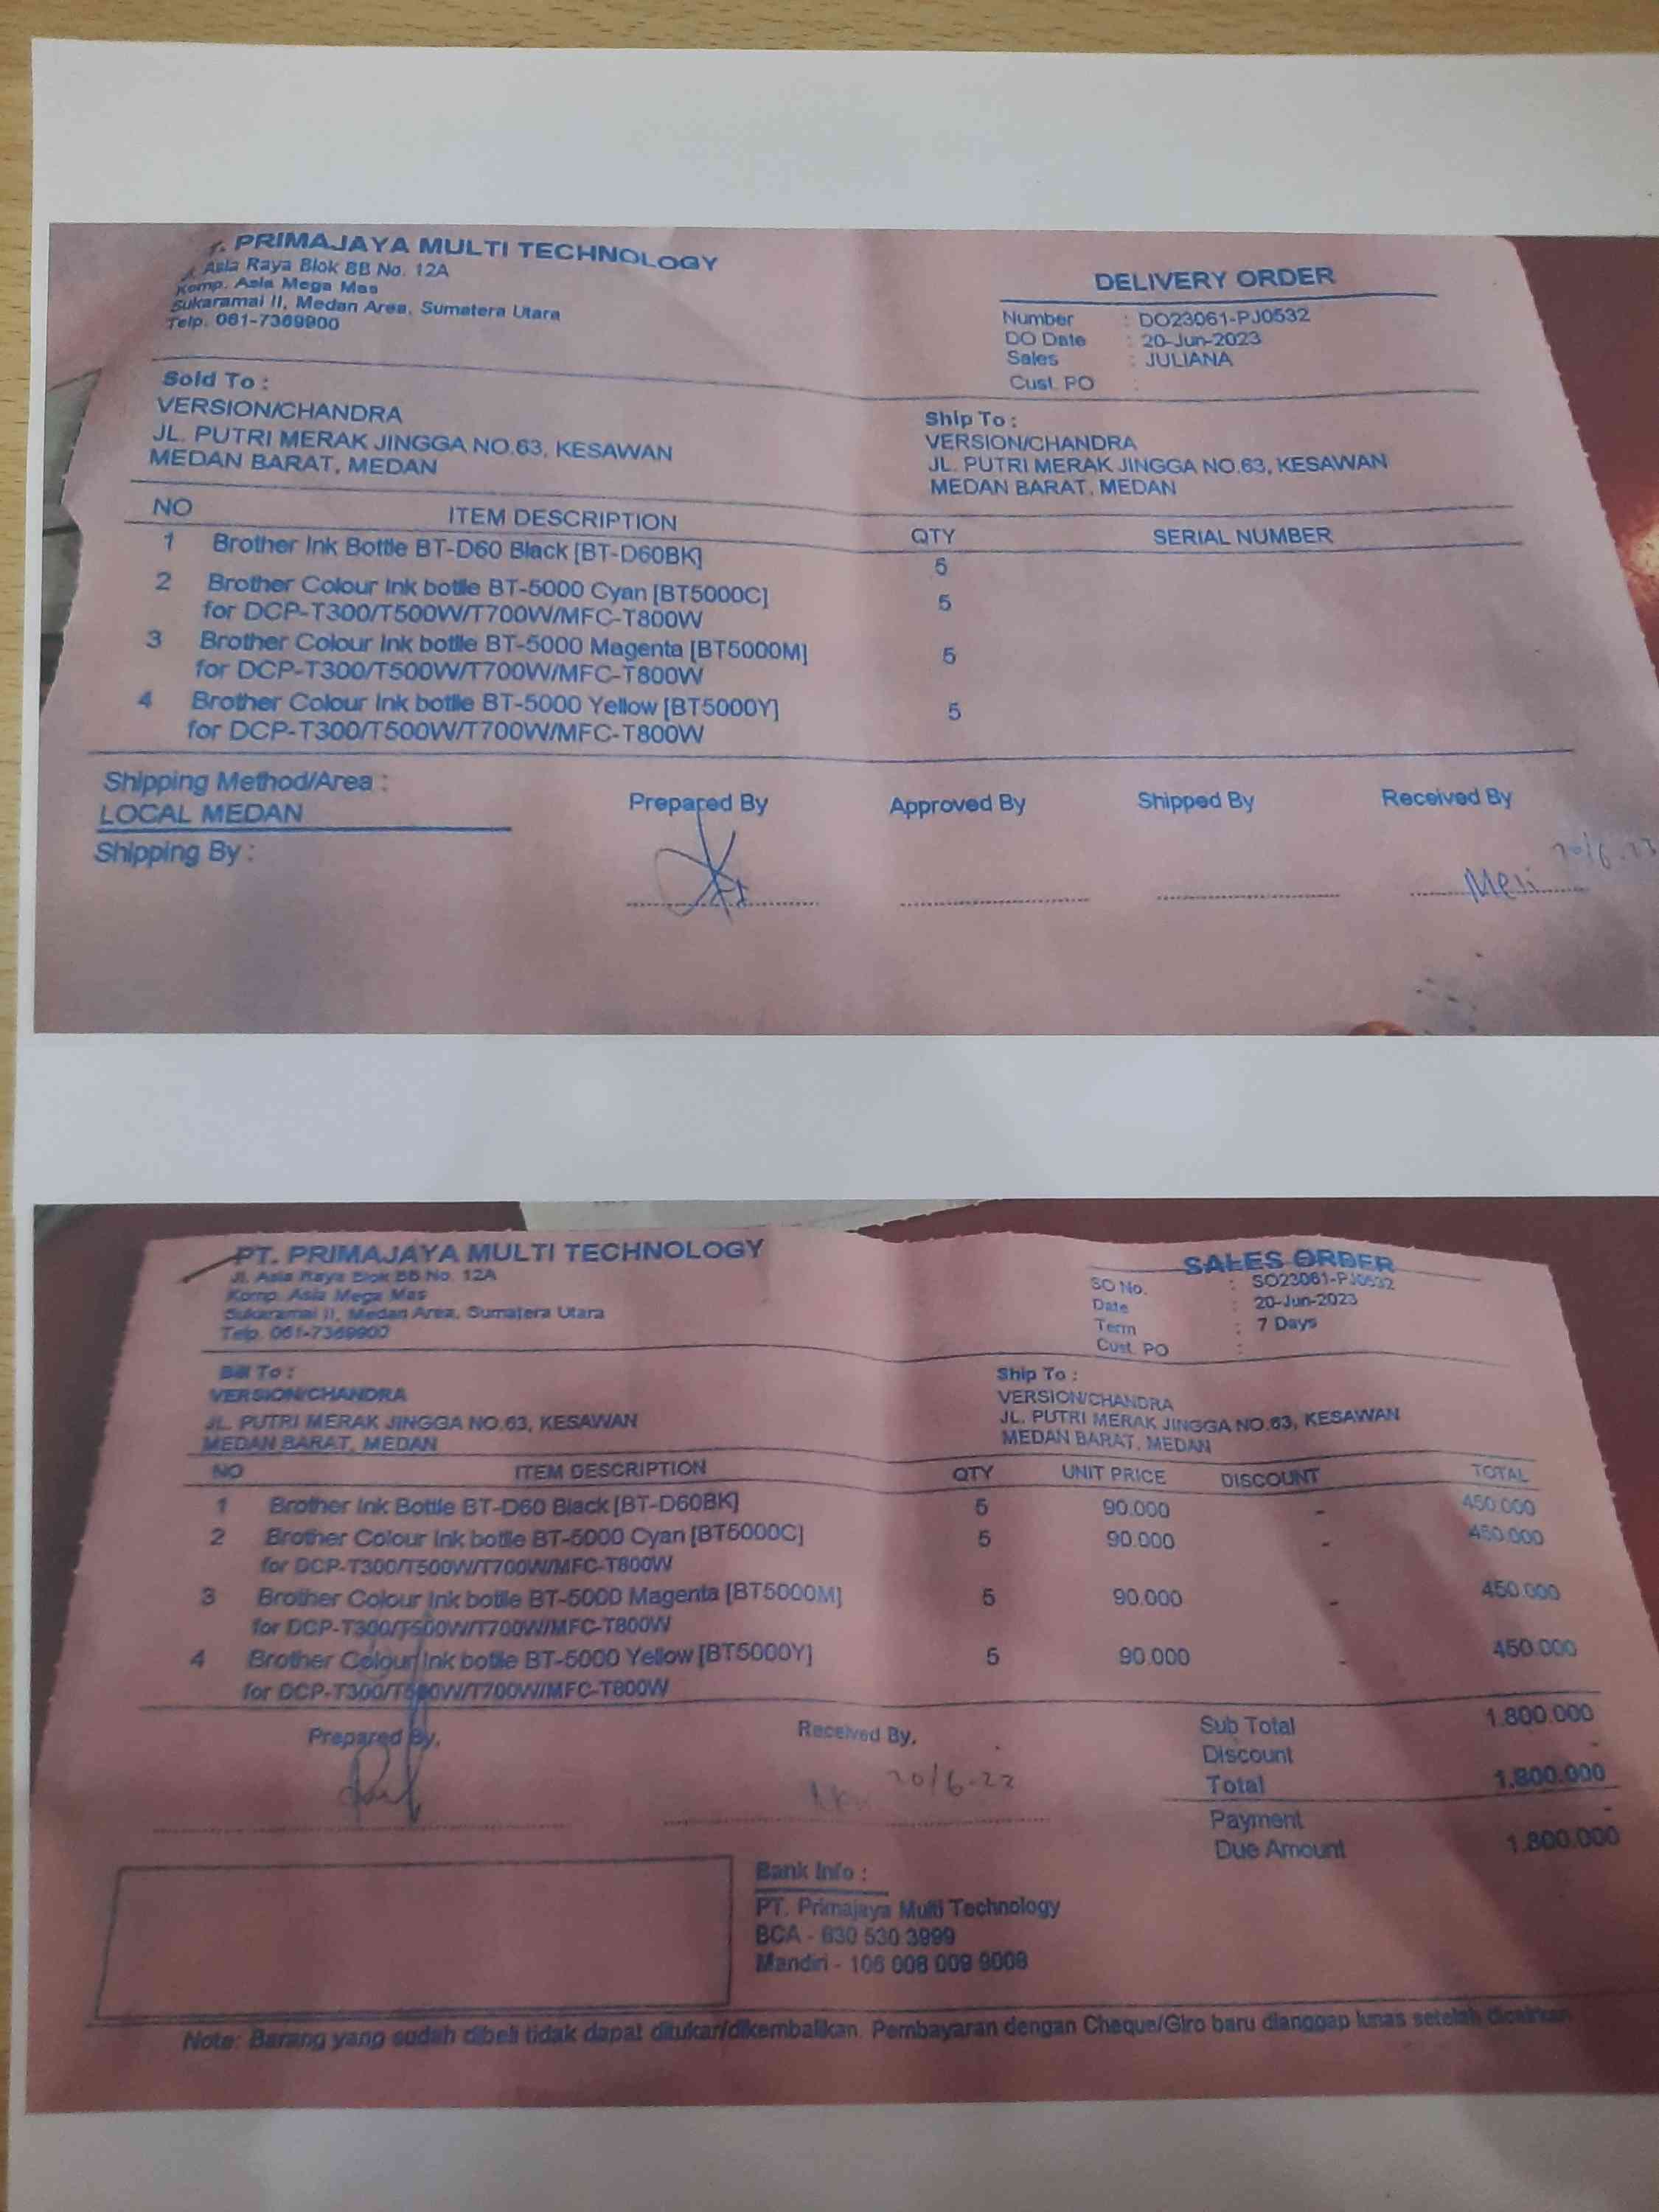 . PRIMAJAYA MULTI TECHNOLOGY
Asia Raya Blok BB No. 12A
Komp. Asia Mega Mas
Sukaramai II, Medan Area, Sumatera Utara
Telp. 061-7369900
DELIVERY ORDER
Number : DO23061-PJ0532
DO Date : 20-Jun-2023
Sales : JULIANA
Cust. PO :
Sold To :
VERSION/CHANDRA
JL. PUTRI MERAK JINGGA NO.63, KESAWAN
MEDAN BARAT, MEDAN
Ship To :
VERSION/CHANDRA
JL. PUTRI MERAK JINGGA NO.63, KESAWAN
MEDAN BARAT, MEDAN
NO ITEM DESCRIPTION QTY SERIAL NUMBER
1 Brother Ink Bottle BT-D60 Black [BT-D60BK] 5
2 Brother Colour Ink bottle BT-5000 Cyan [BT5000C] 5
for DCP-T300/T500W/T700W/MFC-T800W
3 Brother Colour Ink bottle BT-5000 Magenta [BT5000M] 5
for DCP-T300/T500W/T700W/MFC-T800W
4 Brother Colour Ink bottle BT-5000 Yellow [BT5000Y] 5
for DCP-T300/T500W/T700W/MFC-T800W
Shipping Method/Area :
LOCAL MEDAN
Shipping By :
Prepared By Approved By Shipped By Received By
Meri 20/6-23
PT. PRIMAJAYA MULTI TECHNOLOGY
Jl. Asia Raya Blok BB No. 12A
Komp. Asia Mega Mas
Sukaramai II, Medan Area, Sumatera Utara
Telp. 061-7369900
SALES ORDER
SO No. : SO23061-PJ0532
Date : 20-Jun-2023
Term : 7 Days
Cust. PO :
Bill To :
VERSION/CHANDRA
JL. PUTRI MERAK JINGGA NO.63, KESAWAN
MEDAN BARAT, MEDAN
Ship To :
VERSION/CHANDRA
JL. PUTRI MERAK JINGGA NO.63, KESAWAN
MEDAN BARAT, MEDAN
NO ITEM DESCRIPTION QTY UNIT PRICE DISCOUNT TOTAL
1 Brother Ink Bottle BT-D60 Black [BT-D60BK] 5 90.000 - 450.000
2 Brother Colour Ink bottle BT-5000 Cyan [BT5000C] 5 90.000 - 450.000
for DCP-T300/T500W/T700W/MFC-T800W
3 Brother Colour Ink bottle BT-5000 Magenta [BT5000M] 5 90.000 - 450.000
for DCP-T300/T500W/T700W/MFC-T800W
4 Brother Colour Ink bottle BT-5000 Yellow [BT5000Y] 5 90.000 - 450.000
for DCP-T300/T500W/T700W/MFC-T800W
Prepared By,
Received By,
20/6-23
Sub Total 1.800.000
Discount -
Total 1.800.000
Payment -
Due Amount 1.800.000
Bank Info :
PT. Primajaya Multi Technology
BCA - 830 530 3999
Mandiri - 106 008 009 9008
Note: Barang yang sudah dibeli tidak dapat ditukar/dikembalikan. Pembayaran dengan Cheque/Giro baru dianggap lunas setelah dicairkan.